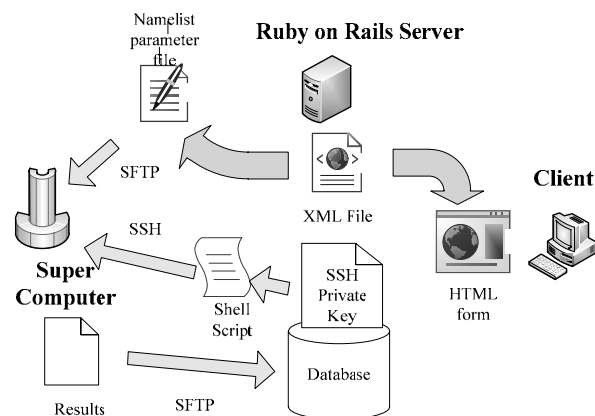 Namelist
parameter
file
Ruby on Rails Server
SFTP
XML File
Client
SSH
Super
Computer
Shell
Script
SSH
Private
Key
HTML
form
Database
Results
SFTP